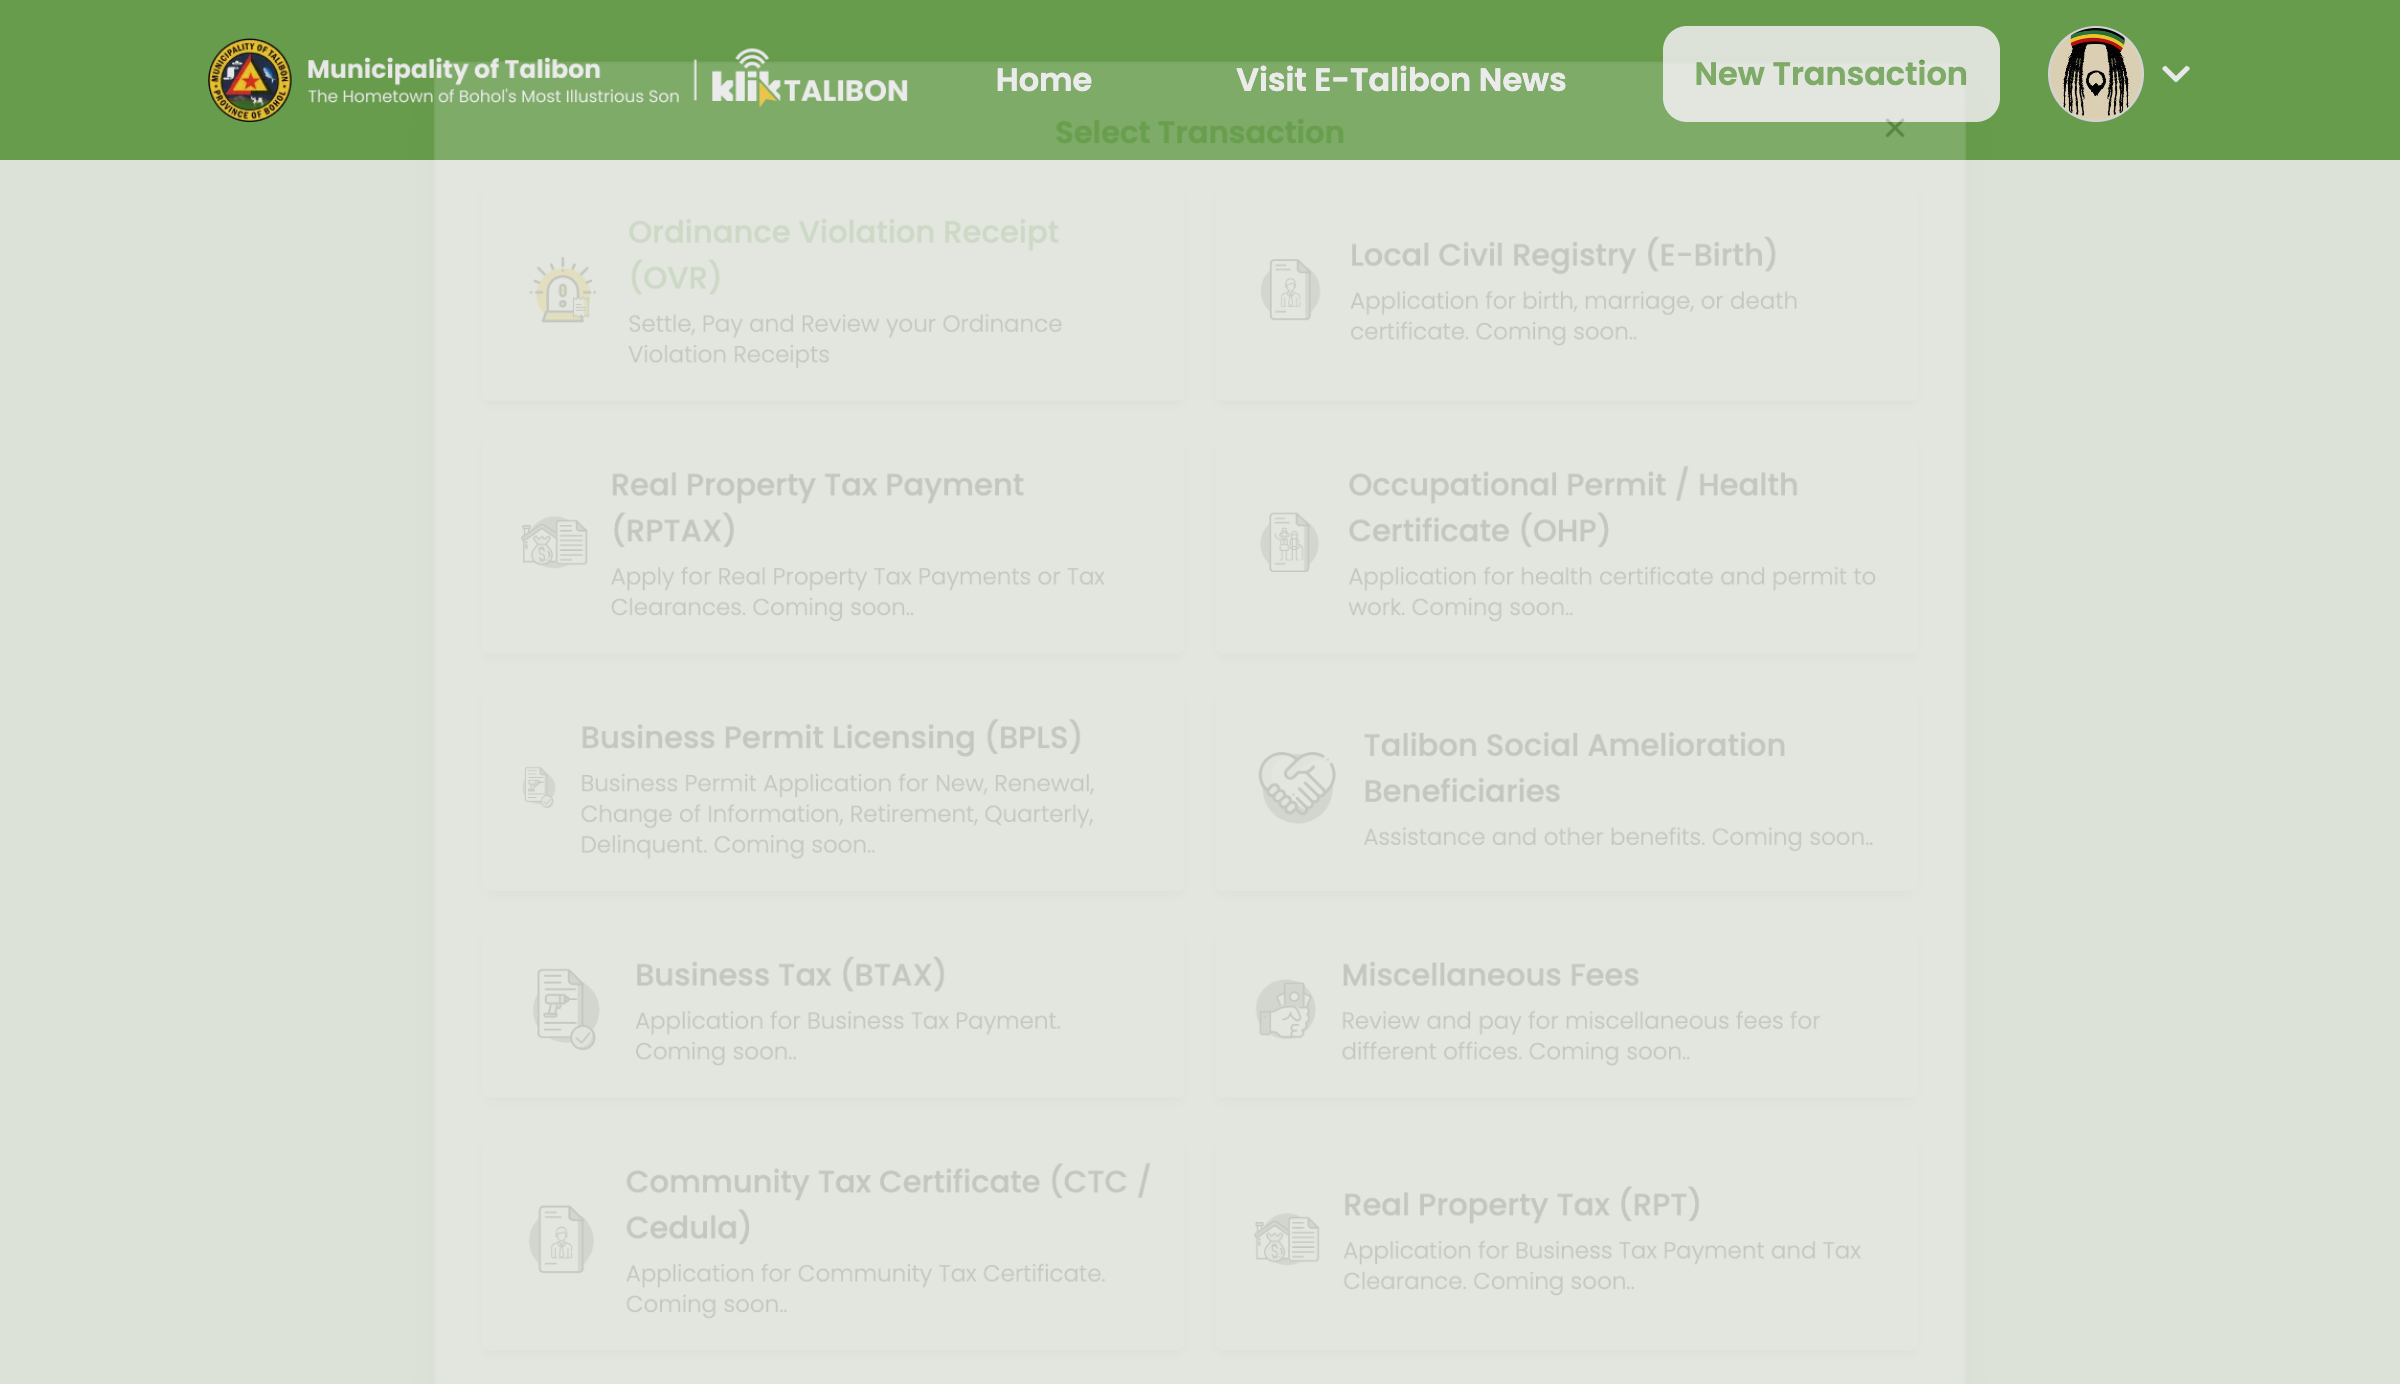 Municipality of Talibon
The Hometown of Bohol's Most Illustrious Son
klik TALIBON
Home
Visit E-Talibon News
New Transaction
MUNICIPALITY OF TALIBON
PROVINCE OF BOHOL
Select Transaction
Ordinance Violation Receipt
(OVR)
Settle, Pay and Review your Ordinance
Violation Receipts
Local Civil Registry (E-Birth)
Application for birth, marriage, or death
certificate. Coming soon..
Real Property Tax Payment
(RPTAX)
Apply for Real Property Tax Payments or Tax
Clearances. Coming soon..
Occupational Permit / Health
Certificate (OHP)
Application for health certificate and permit to
work. Coming soon..
Business Permit Licensing (BPLS)
Business Permit Application for New, Renewal,
Change of Information, Retirement, Quarterly,
Delinquent. Coming soon..
Talibon Social Amelioration
Beneficiaries
Assistance and other benefits. Coming soon..
Business Tax (BTAX)
Application for Business Tax Payment.
Coming soon..
Miscellaneous Fees
Review and pay for miscellaneous fees for
different offices. Coming soon..
Community Tax Certificate (CTC /
Cedula)
Application for Community Tax Certificate.
Coming soon..
Real Property Tax (RPT)
Application for Business Tax Payment and Tax
Clearance. Coming soon..